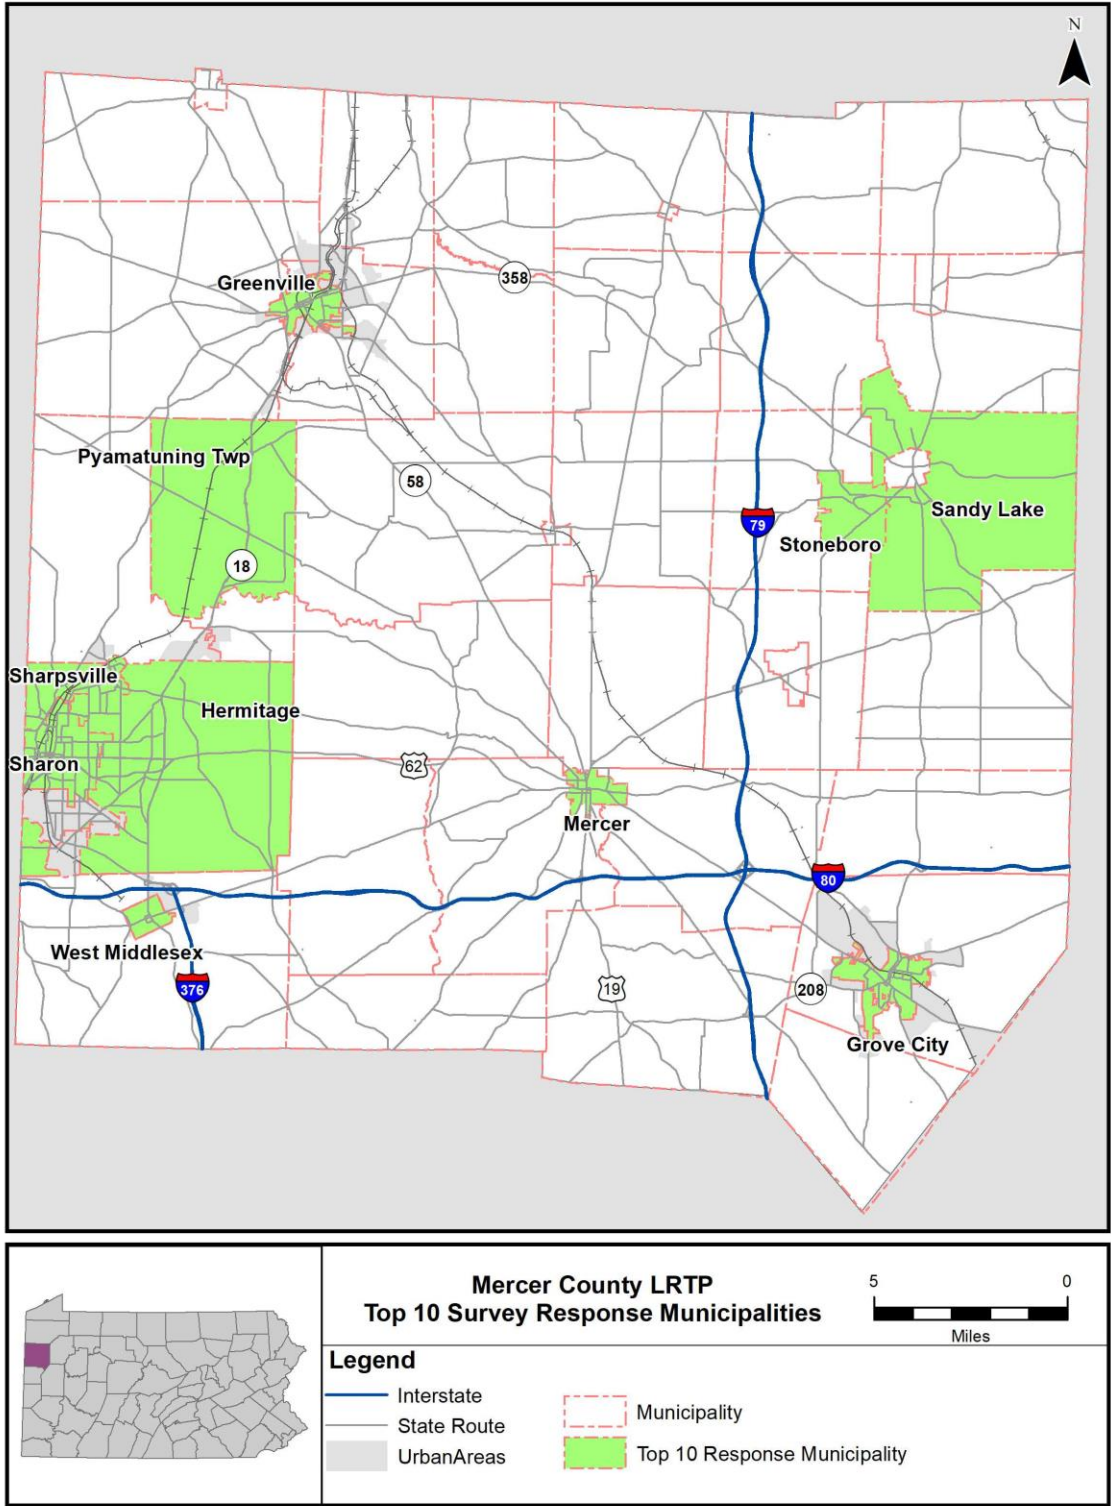 N
Greenville
358
Pyamatuning Twp
58
Sandy Lake
79
Stoneboro
18
Sharpsville
Hermitage
Sharon
62
Mercer
80
West Middlesex
376
19
208
Grove City
Mercer County LRTP
Top 10 Survey Response Municipalities
5 0
Miles
Legend
Interstate
State Route
UrbanAreas
Municipality
Top 10 Response Municipality